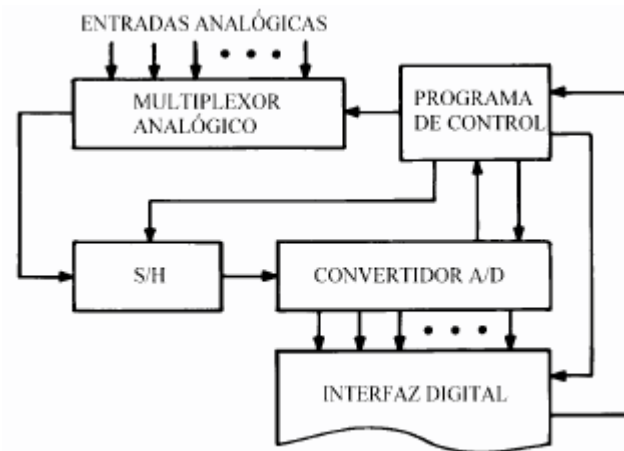 ENTRADAS ANALÓGICAS
MULTIPLEXOR
ANALÓGICO
PROGRAMA
DE CONTROL
S/H
CONVERTIDOR A/D
INTERFAZ DIGITAL